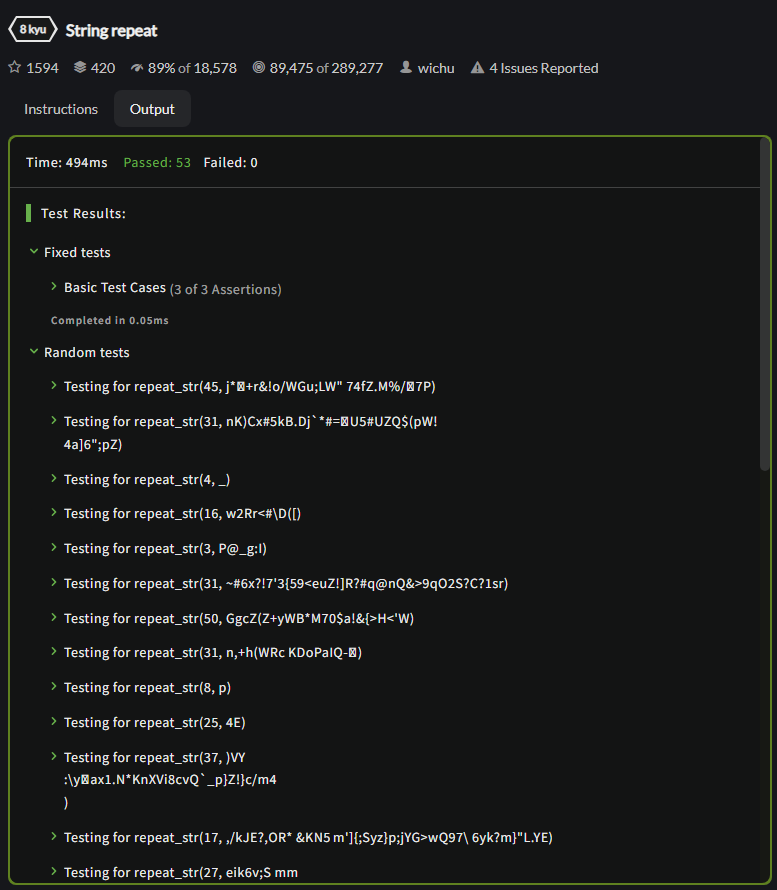 8 kyu String repeat
1594 420 89% of 18,578 89,475 of 289,277 wichu 4 Issues Reported
Instructions Output
Time: 494ms Passed: 53 Failed: 0
Test Results:
Fixed tests
Basic Test Cases (3 of 3 Assertions)
Completed in 0.05ms
Random tests
Testing for repeat_str(45, j*�+r&!o/WGu;LW" 74fZ.M%/�7P)
Testing for repeat_str(31, nK)Cx#5kB.Dj`*#=�U5#UZQ$(pW!
4a]6";pZ)
Testing for repeat_str(4, _)
Testing for repeat_str(16, w2Rr<#\D([)
Testing for repeat_str(3, P@_g:I)
Testing for repeat_str(31, ~#6x?!7'3{59<euZ!]R?#q@nQ&>9qO2S?C?1sr)
Testing for repeat_str(50, GgcZ(Z+yWB*M70$a!&{>H<'W)
Testing for repeat_str(31, n,+h(WRc KDoPaIQ-�)
Testing for repeat_str(8, p)
Testing for repeat_str(25, 4E)
Testing for repeat_str(37, )VY
:\y�ax1.N*KnXVi8cvQ`_p}Z!}c/m4
)
Testing for repeat_str(17, ,/kJE?,OR* &KN5 m']{;Syz}p;jYG>wQ97\ 6yk?m}"L.YE)
Testing for repeat_str(27, eik6v;S mm